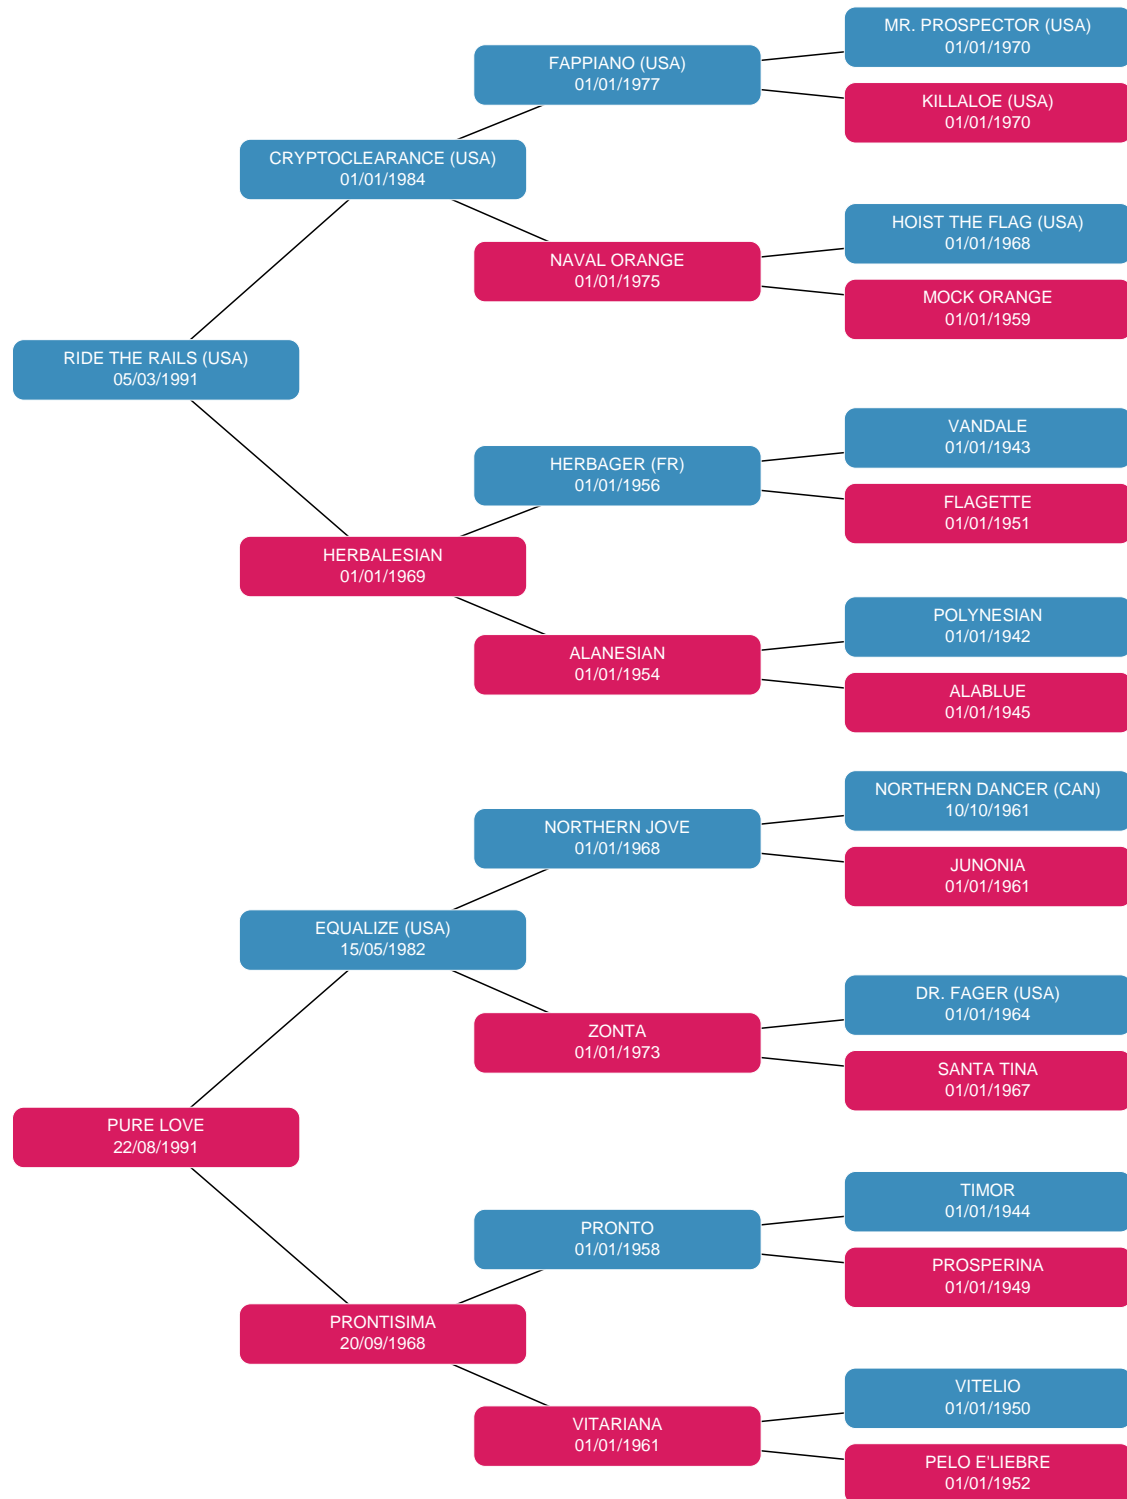 MR. PROSPECTOR (USA)
01/01/1970
FAPPIANO (USA)
01/01/1977
KILLALOE (USA)
01/01/1970
CRYPTOCLEARANCE (USA)
01/01/1984
HOIST THE FLAG (USA)
01/01/1968
NAVAL ORANGE
01/01/1975
MOCK ORANGE
01/01/1959
RIDE THE RAILS (USA)
05/03/1991
VANDALE
01/01/1943
HERBAGER (FR)
01/01/1956
FLAGETTE
01/01/1951
HERBALESIAN
01/01/1969
POLYNESIAN
01/01/1942
ALANESIAN
01/01/1954
ALABLUE
01/01/1945
NORTHERN DANCER (CAN)
10/10/1961
NORTHERN JOVE
01/01/1968
JUNONIA
01/01/1961
EQUALIZE (USA)
15/05/1982
DR. FAGER (USA)
01/01/1964
ZONTA
01/01/1973
SANTA TINA
01/01/1967
PURE LOVE
22/08/1991
TIMOR
01/01/1944
PRONTO
01/01/1958
PROSPERINA
01/01/1949
PRONTISIMA
20/09/1968
VITELIO
01/01/1950
VITARIANA
01/01/1961
PELO E'LIEBRE
01/01/1952